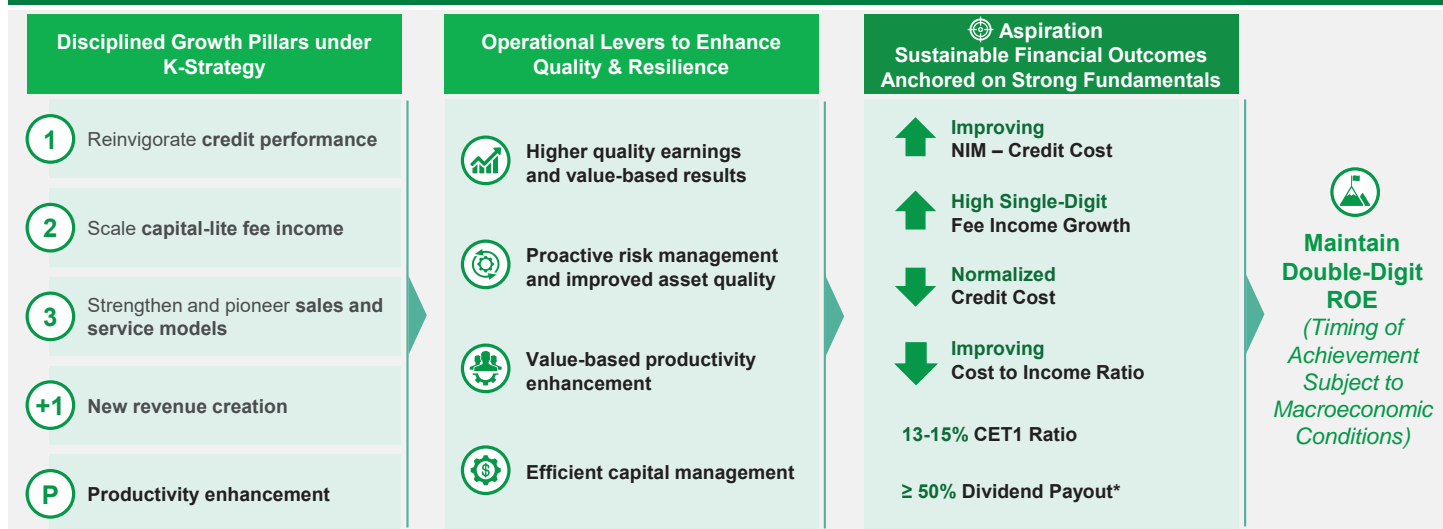 Disciplined Growth Pillars under
K-Strategy
1
Reinvigorate credit performance
2
Scale capital-lite fee income
3
Strengthen and pioneer sales and
service models
+1
New revenue creation
P
Productivity enhancement
Operational Levers to Enhance
Quality & Resilience
Higher quality earnings
and value-based results
Proactive risk management
and improved asset quality
Value-based productivity
enhancement
$
Efficient capital management
Aspiration
Sustainable Financial Outcomes
Anchored on Strong Fundamentals
Improving
NIM – Credit Cost
High Single-Digit
Fee Income Growth
Normalized
Credit Cost
Improving
Cost to Income Ratio
13-15% CET1 Ratio
≥ 50% Dividend Payout*
Maintain
Double-Digit
ROE
(Timing of
Achievement
Subject to
Macroeconomic
Conditions)